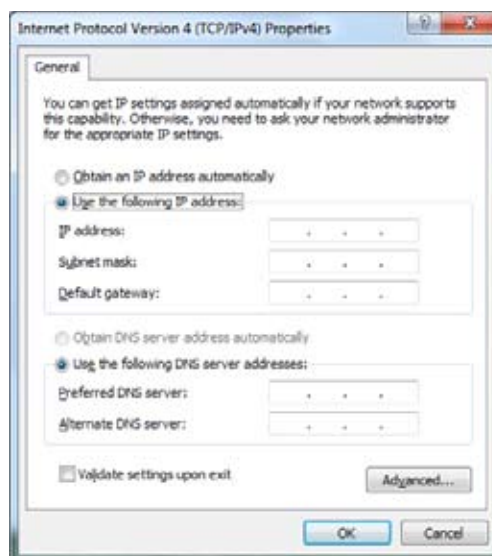 Internet Protocol Version 4 (TCP/IPv4) Properties
General
You can get IP settings assigned automatically if your network supports
this capability. Otherwise, you need to ask your network administrator
for the appropriate IP settings.
Obtain an IP address automatically
Use the following IP address:
IP address:
Subnet mask:
Default gateway:
Obtain DNS server address automatically
Use the following DNS server addresses:
Preferred DNS server:
Alternate DNS server:
Validate settings upon exit
Advanced...
OK
Cancel